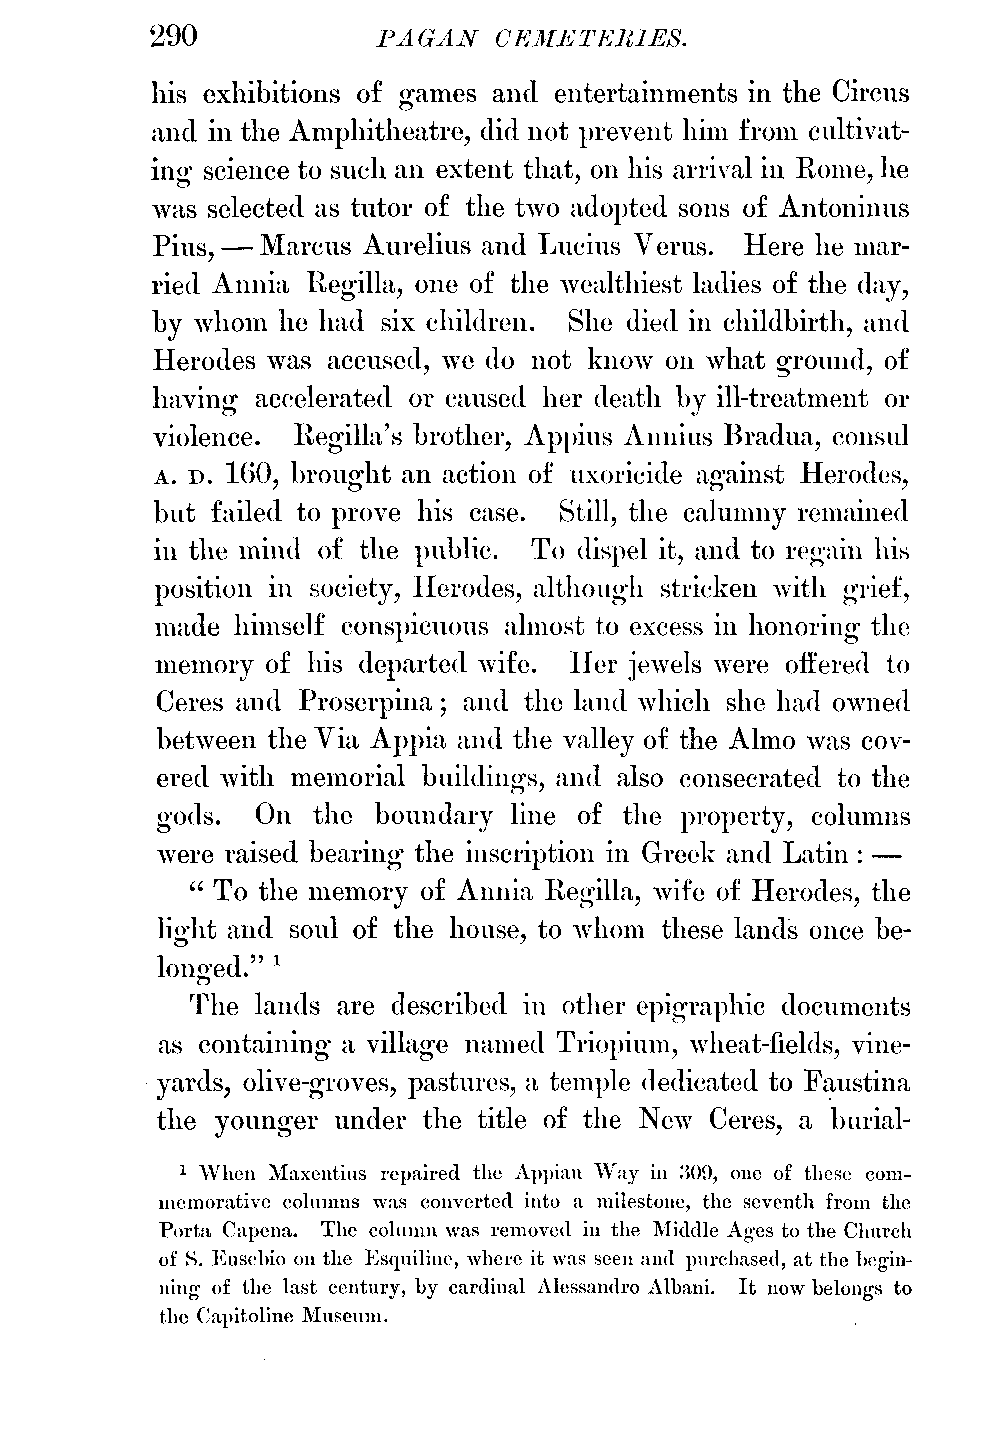 290 PAGAN CEMETERIES.
his exhibitions of games and entertainments in the Circus
and in the Amphitheatre, did not prevent him from cultivat-
ing science to such an extent that, on his arrival in Rome, he
was selected as tutor of the two adopted sons of Antoninus
Pius, — Marcus Aurelius and Lucius Verus. Here he mar-
ried Annia Regilla, one of the wealthiest ladies of the day,
by whom he had six children. She died in childbirth, and
Herodes was accused, we do not know on what ground, of
having accelerated or caused her death by ill-treatment or
violence. Regilla's brother, Appius Annius Bradua, consul
A. D. 160, brought an action of uxoricide against Herodes,
but failed to prove his case. Still, the calumny remained
in the mind of the public. To dispel it, and to regain his
position in society, Herodes, although stricken with grief,
made himself conspicuous almost to excess in honoring the
memory of his departed wife. Her jewels were offered to
Ceres and Proserpina; and the land which she had owned
between the Via Appia and the valley of the Almo was cov-
ered with memorial buildings, and also consecrated to the
gods. On the boundary line of the property, columns
were raised bearing the inscription in Greek and Latin : —
“ To the memory of Annia Regilla, wife of Herodes, the
light and soul of the house, to whom these lands once be-
longed.” 1
The lands are described in other epigraphic documents
as containing a village named Triopium, wheat-fields, vine-
yards, olive-groves, pastures, a temple dedicated to Faustina
the younger under the title of the New Ceres, a burial-
1 When Maxentius repaired the Appian Way in 309, one of these com-
memorative columns was converted into a milestone, the seventh from the
Porta Capena. The column was removed in the Middle Ages to the Church
of S. Eusebio on the Esquiline, where it was seen and purchased, at the begin-
ning of the last century, by cardinal Alessandro Albani. It now belongs to
the Capitoline Museum.